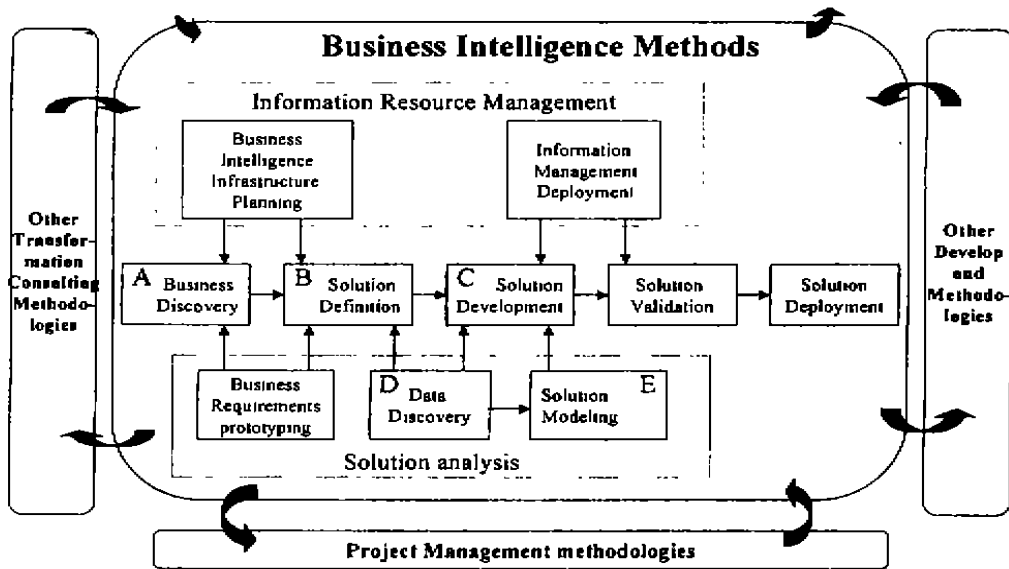 Business Intelligence Methods
Information Resource Management
Business
Intelligence
Infrastructure
Planning
Information
Management
Deployment
Other
Transfor-
mation
Consulting
Methodo-
logies
A
Business
Discovery
B
Solution
Definition
C
Solution
Development
Solution
Validation
Solution
Deployment
Other
Develop
and
Methodo-
logies
Business
Requirements
prototyping
D
Data
Discovery
E
Solution
Modeling
Solution analysis
Project Management methodologies